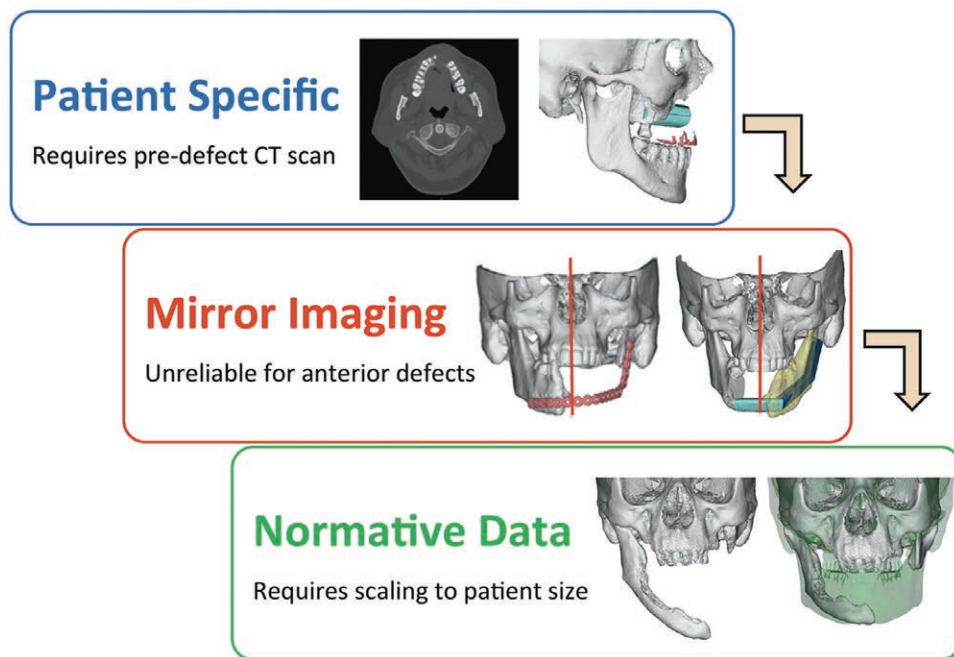 Patient Specific
Requires pre-defect CT scan
Mirror Imaging
Unreliable for anterior defects
Normative Data
Requires scaling to patient size